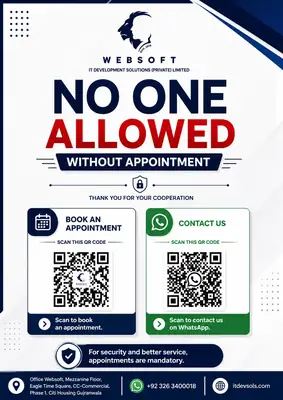 WEBSOFT
IT DEVELOPMENT SOLUTIONS (PRIVATE) LIMITED
NO ONE
ALLOWED
WITHOUT APPOINTMENT
THANK YOU FOR YOUR COOPERATION
BOOK AN
APPOINTMENT
SCAN THIS QR CODE
Scan to book
an appointment.
CONTACT US
SCAN THIS QR CODE
Scan to contact us
on WhatsApp.
For security and better service,
appointments are mandatory.
Office Websoft, Mezzanine Floor,
Eagle Time Square, CC-Commercial,
Phase 1, Citi Housing Gujranwala
+92 326 3400018
itdevsols.com